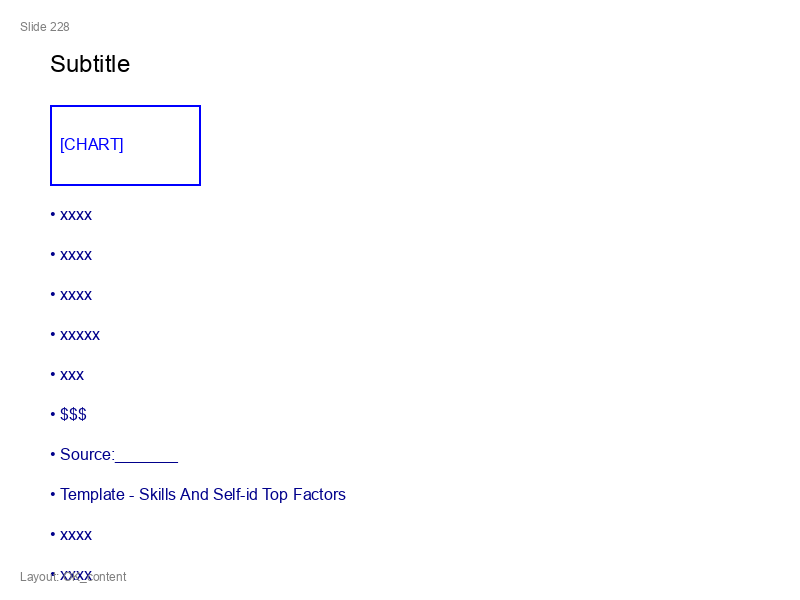 Slide 228
Subtitle
[CHART]
• xxxx
• xxxx
• xxxx
• xxxxx
• xxx
• $$$
• Source:_______
• Template - Skills And Self-id Top Factors
• xxxx
• xxxx
Layout: content